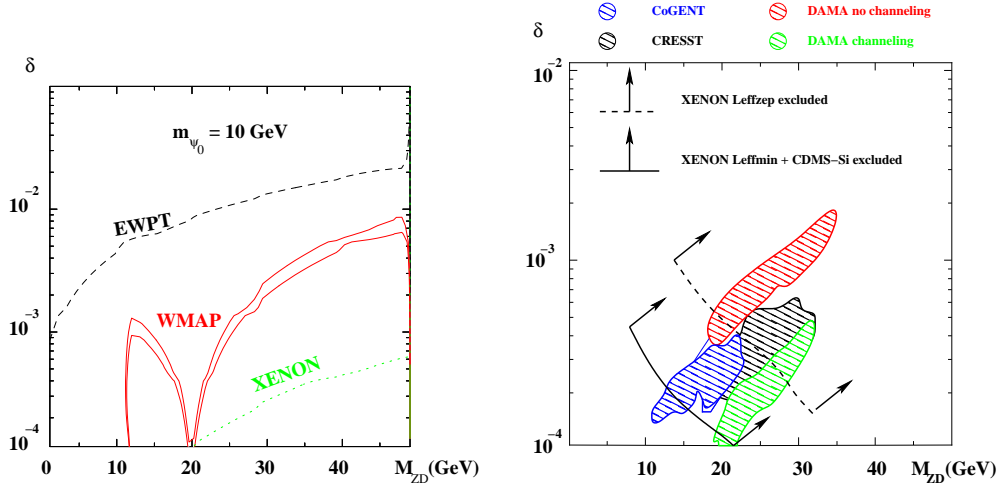 δ
m_ψ₀ = 10 GeV
10⁻²
EWPT
WMAP
10⁻³
XENON
10⁻⁴
0 10 20 30 40 M_ZD(GeV)
CoGENT DAMA no channeling
CRESST DAMA channeling
δ
10⁻²
XENON Leffzep excluded
XENON Leffmin + CDMS−Si excluded
10⁻³
10⁻⁴
10 20 30 40 M_ZD(GeV)